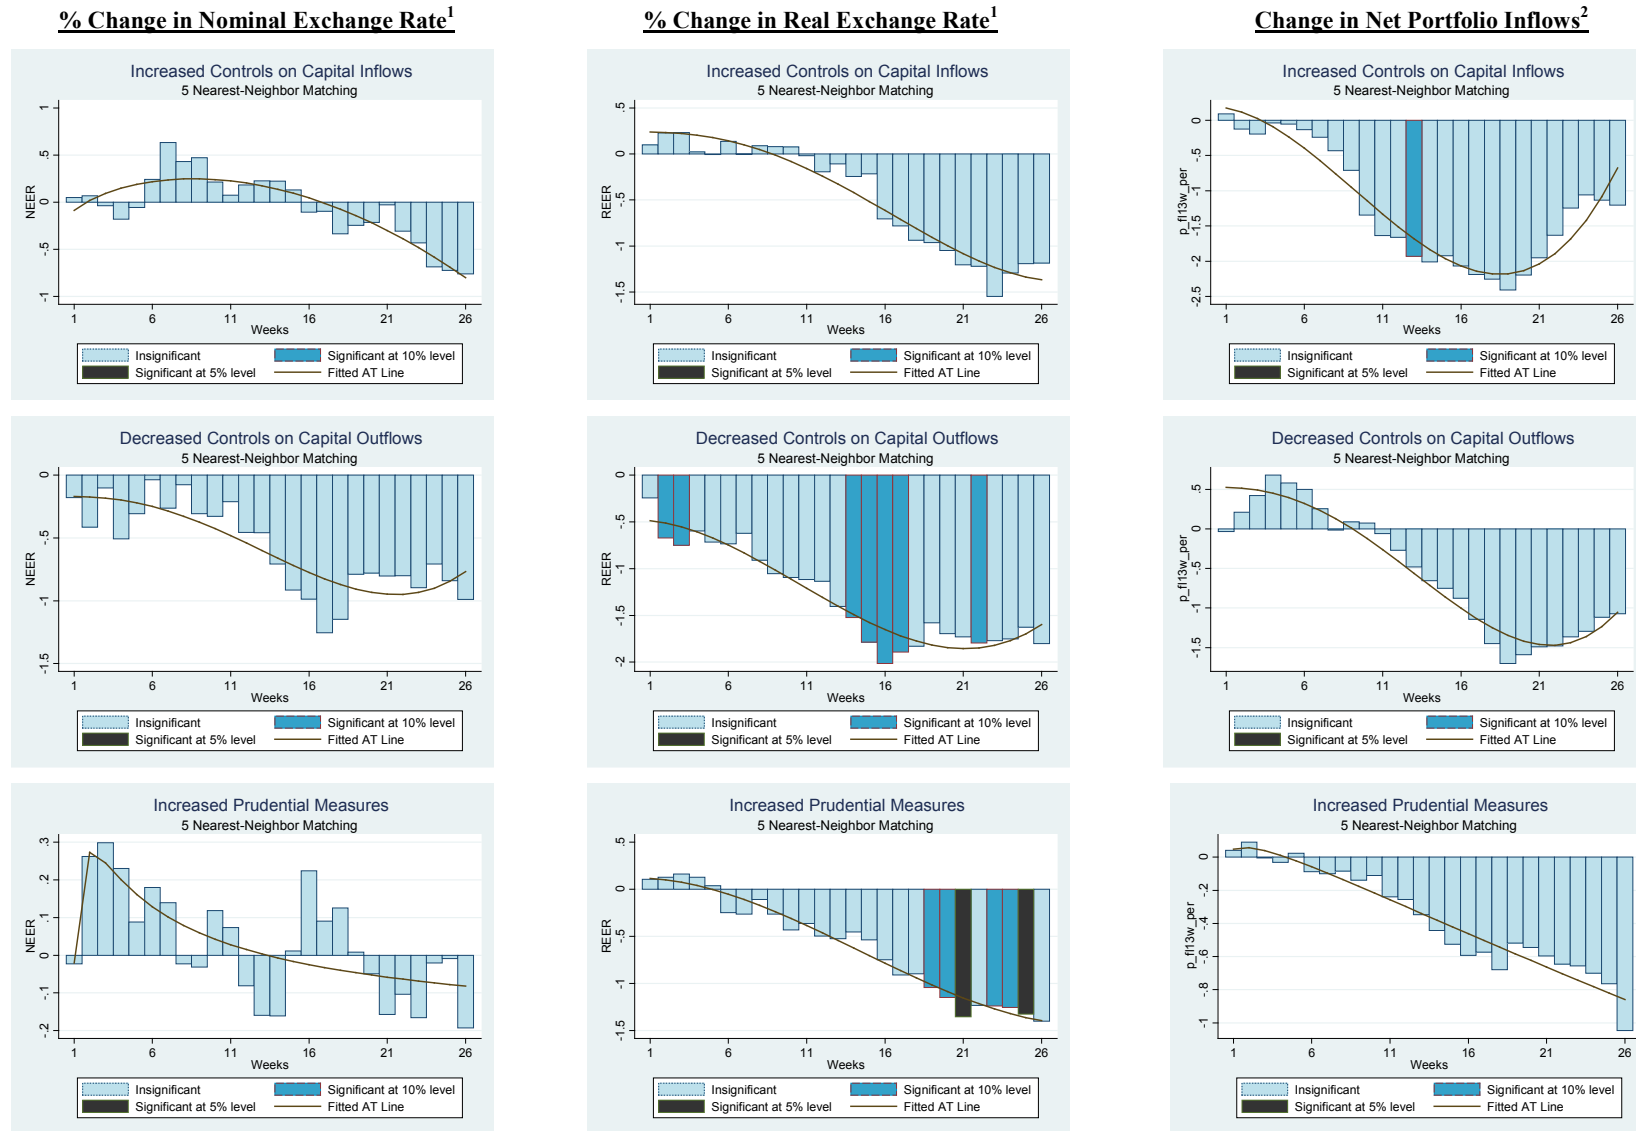 % Change in Nominal Exchange Rate1
% Change in Real Exchange Rate1
Change in Net Portfolio Inflows2
Increased Controls on Capital Inflows
5 Nearest-Neighbor Matching
NEER
1
.5
0
-.5
-1
1 6 11 16 21 26
Weeks
Insignificant Significant at 10% level
Significant at 5% level Fitted AT Line
Increased Controls on Capital Inflows
5 Nearest-Neighbor Matching
REER
.5
0
-.5
-1
-1.5
1 6 11 16 21 26
Weeks
Insignificant Significant at 10% level
Significant at 5% level Fitted AT Line
Increased Controls on Capital Inflows
5 Nearest-Neighbor Matching
p_fl13w_per
0
-.5
-1
-1.5
-2
-2.5
1 6 11 16 21 26
Weeks
Insignificant Significant at 10% level
Significant at 5% level Fitted AT Line
Decreased Controls on Capital Outflows
5 Nearest-Neighbor Matching
NEER
0
-.5
-1
-1.5
1 6 11 16 21 26
Weeks
Insignificant Significant at 10% level
Significant at 5% level Fitted AT Line
Decreased Controls on Capital Outflows
5 Nearest-Neighbor Matching
REER
0
-.5
-1
-1.5
-2
1 6 11 16 21 26
Weeks
Insignificant Significant at 10% level
Significant at 5% level Fitted AT Line
Decreased Controls on Capital Outflows
5 Nearest-Neighbor Matching
p_fl13w_per
.5
0
-.5
-1
-1.5
1 6 11 16 21 26
Weeks
Insignificant Significant at 10% level
Significant at 5% level Fitted AT Line
Increased Prudential Measures
5 Nearest-Neighbor Matching
NEER
.3
.2
.1
0
-.1
-.2
1 6 11 16 21 26
Weeks
Insignificant Significant at 10% level
Significant at 5% level Fitted AT Line
Increased Prudential Measures
5 Nearest-Neighbor Matching
REER
.5
0
-.5
-1
-1.5
1 6 11 16 21 26
Weeks
Insignificant Significant at 10% level
Significant at 5% level Fitted AT Line
Increased Prudential Measures
5 Nearest-Neighbor Matching
p_fl13w_per
0
-.2
-.4
-.6
-.8
-1
1 6 11 16 21 26
Weeks
Insignificant Significant at 10% level
Significant at 5% level Fitted AT Line